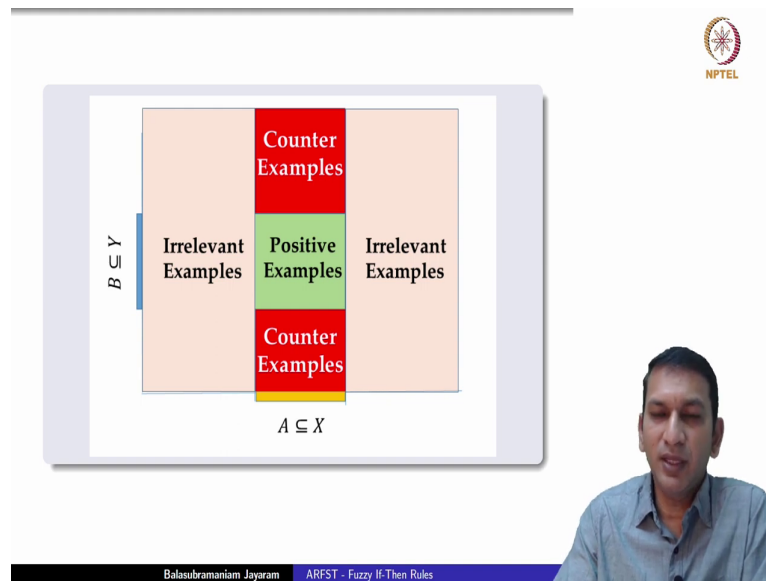 NPTEL
Counter
Examples
Irrelevant
Examples
Positive
Examples
Irrelevant
Examples
Counter
Examples
B ⊆ Y
A ⊆ X
Balasubramaniam Jayaram
ARFST - Fuzzy If-Then Rules